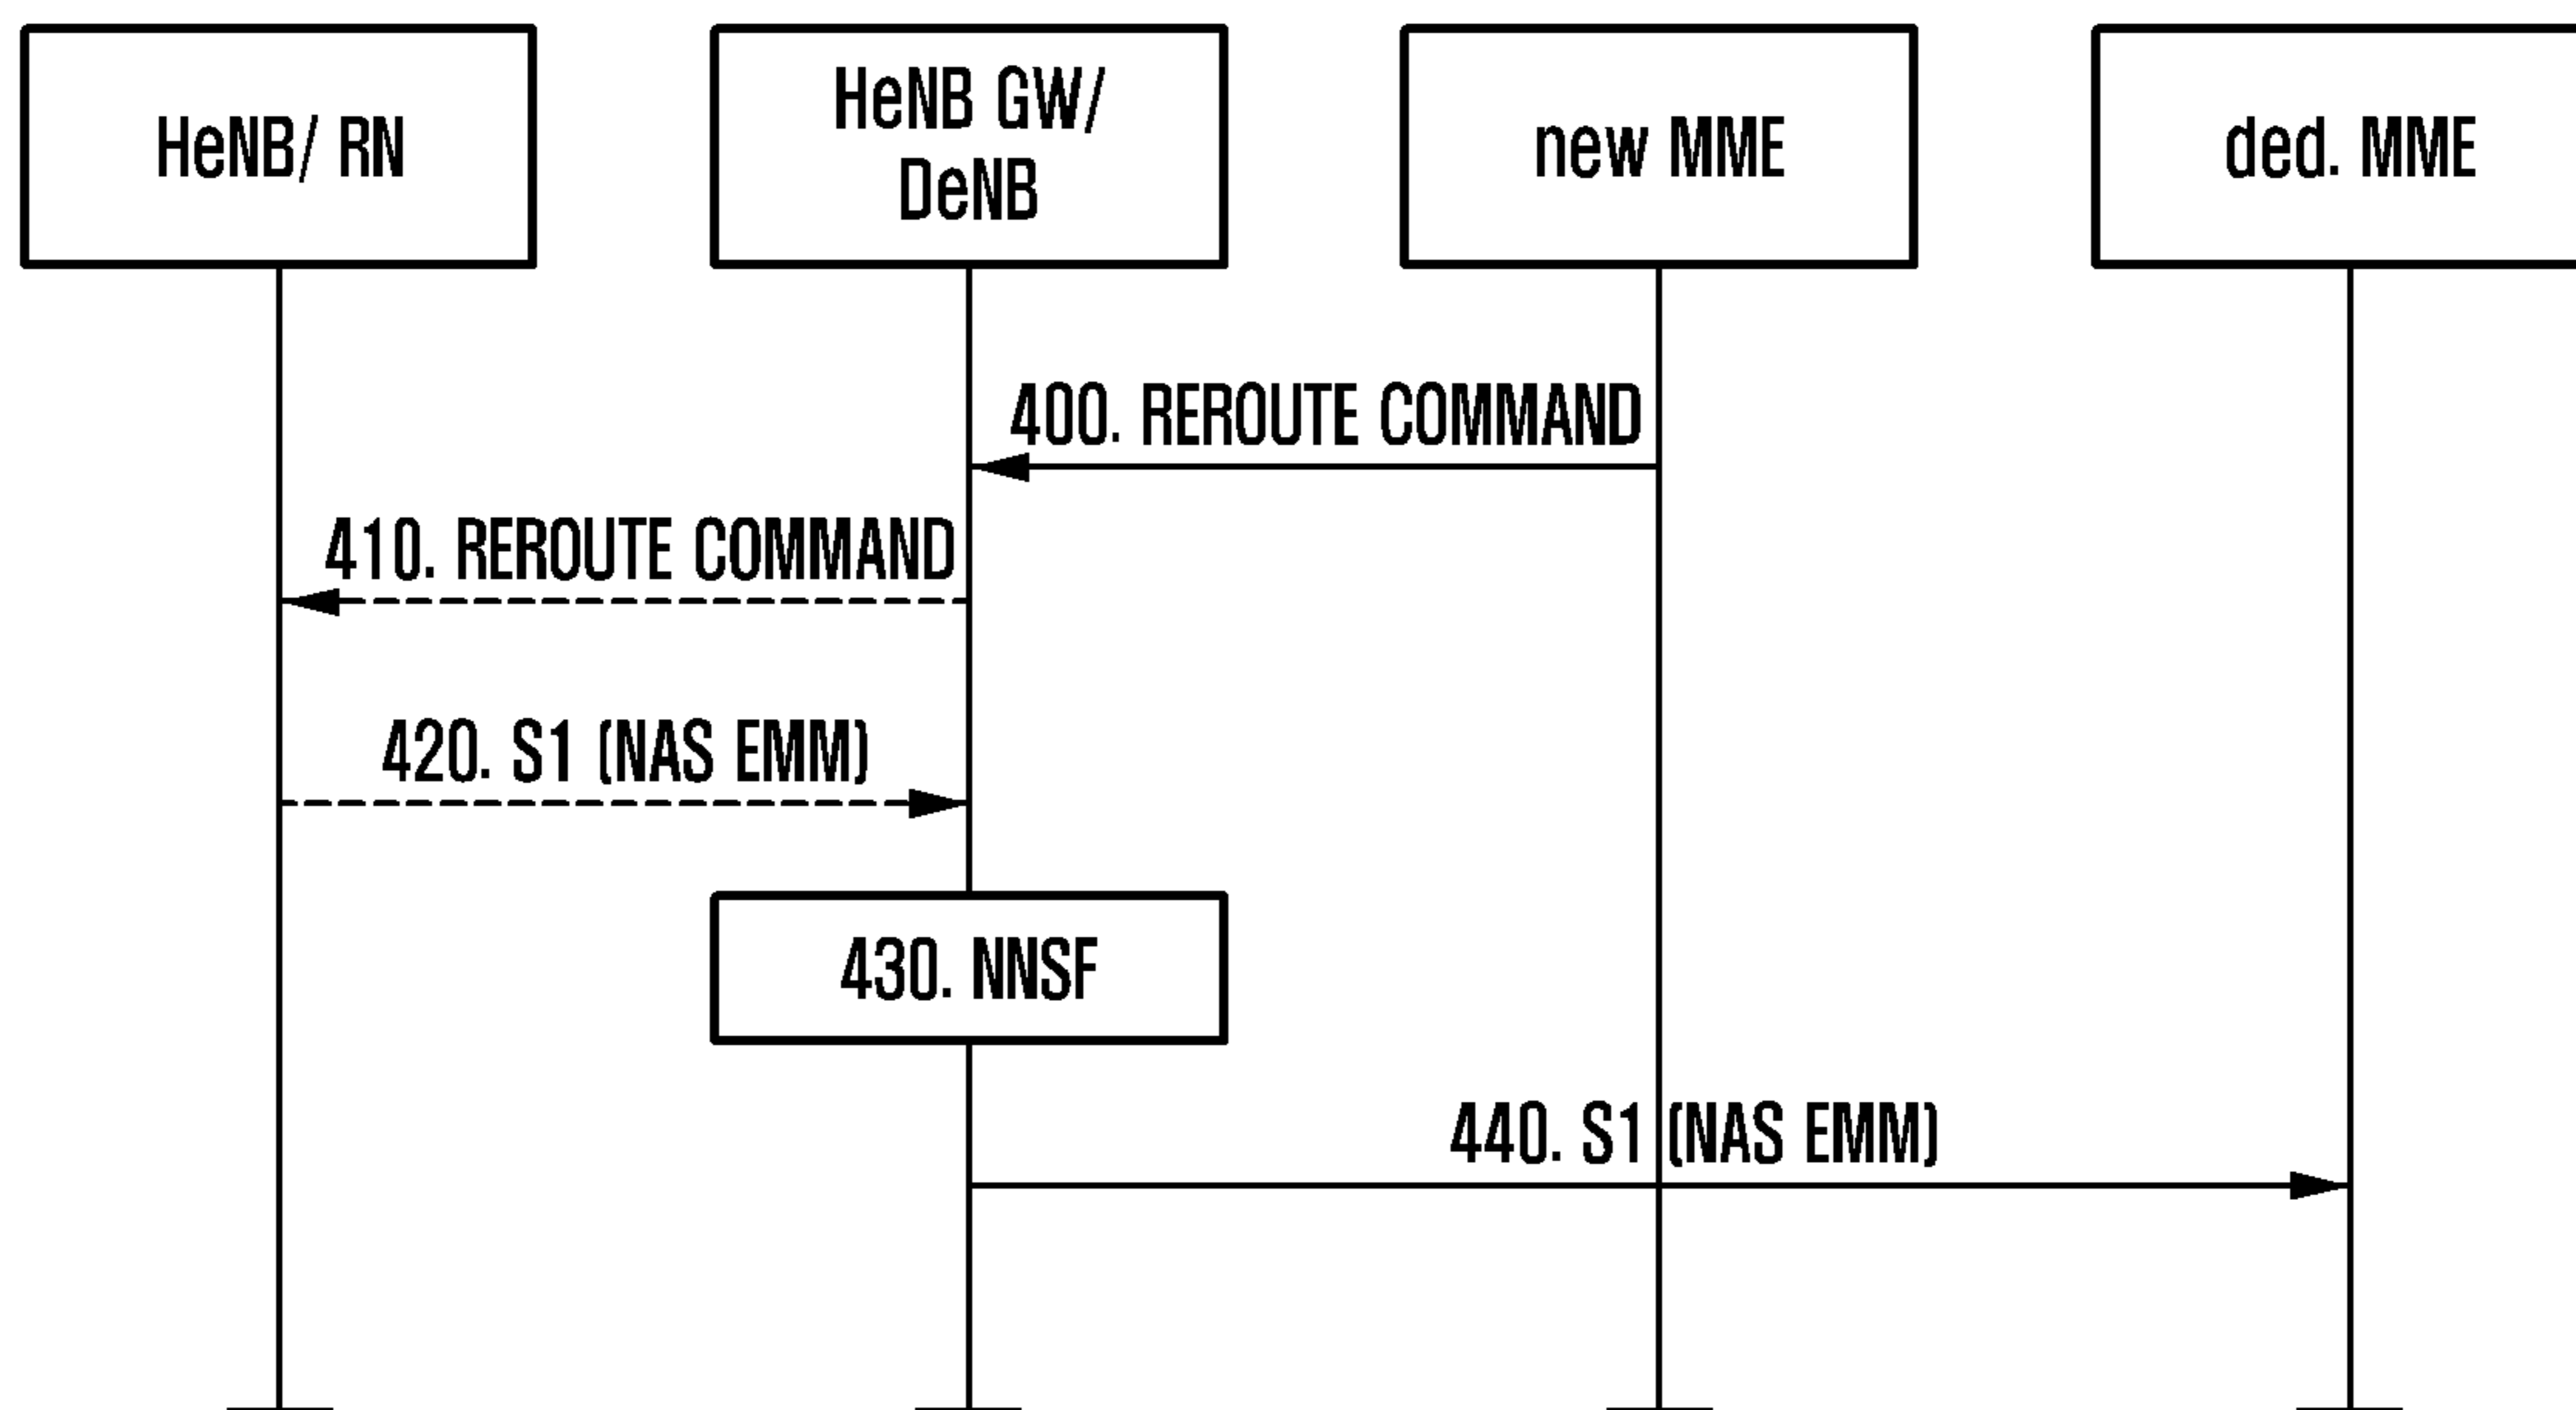 HeNB/ RN
HeNB GW/
DeNB
new MME
ded. MME
400. REROUTE COMMAND
410. REROUTE COMMAND
420. S1 (NAS EMM)
430. NNSF
440. S1 (NAS EMM)